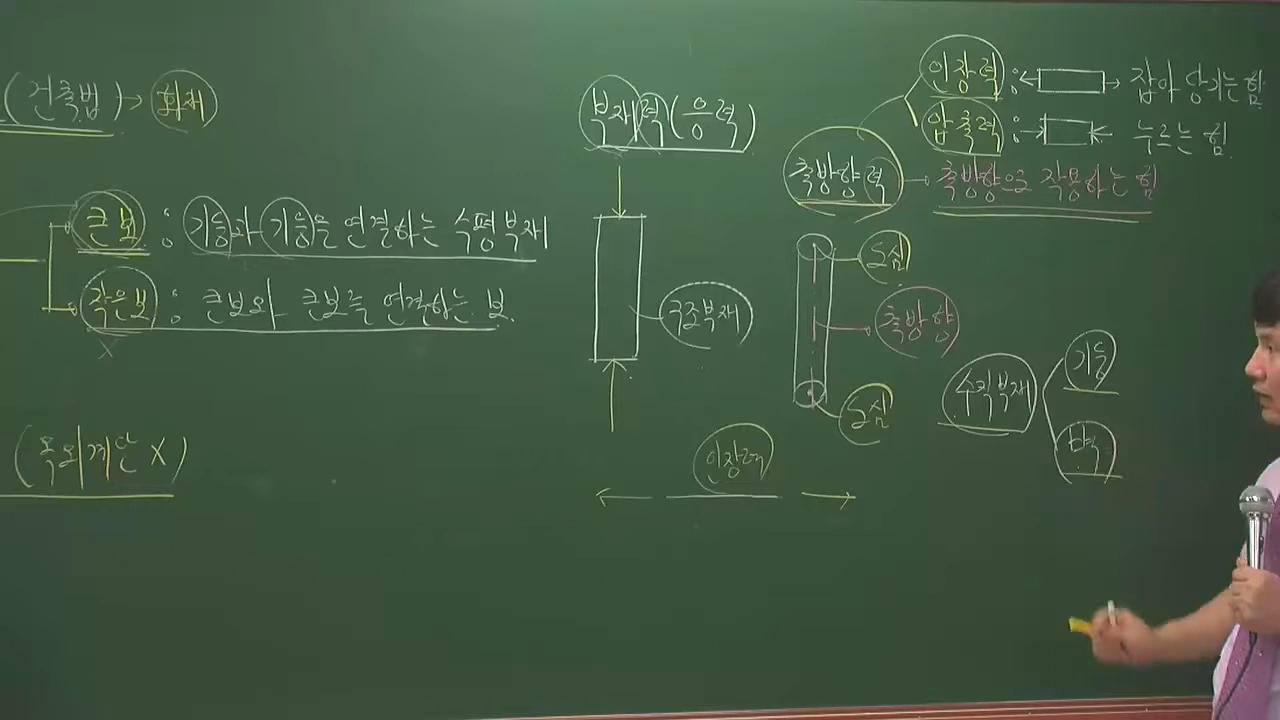 (건축법) → 화재
큰보 : 기둥과 기둥을 연결하는 수평부재
작은보 : 큰보와 큰보를 연결하는 보.
X
(옥외계단 X)
부재력(응력)
구조부재
인장력
인장력 : 잡아 당기는 힘
압축력 : 누르는 힘
축방향력 → 축방향으로 작용하는 힘
도심
축방향
도심
수직부재
기둥
벽